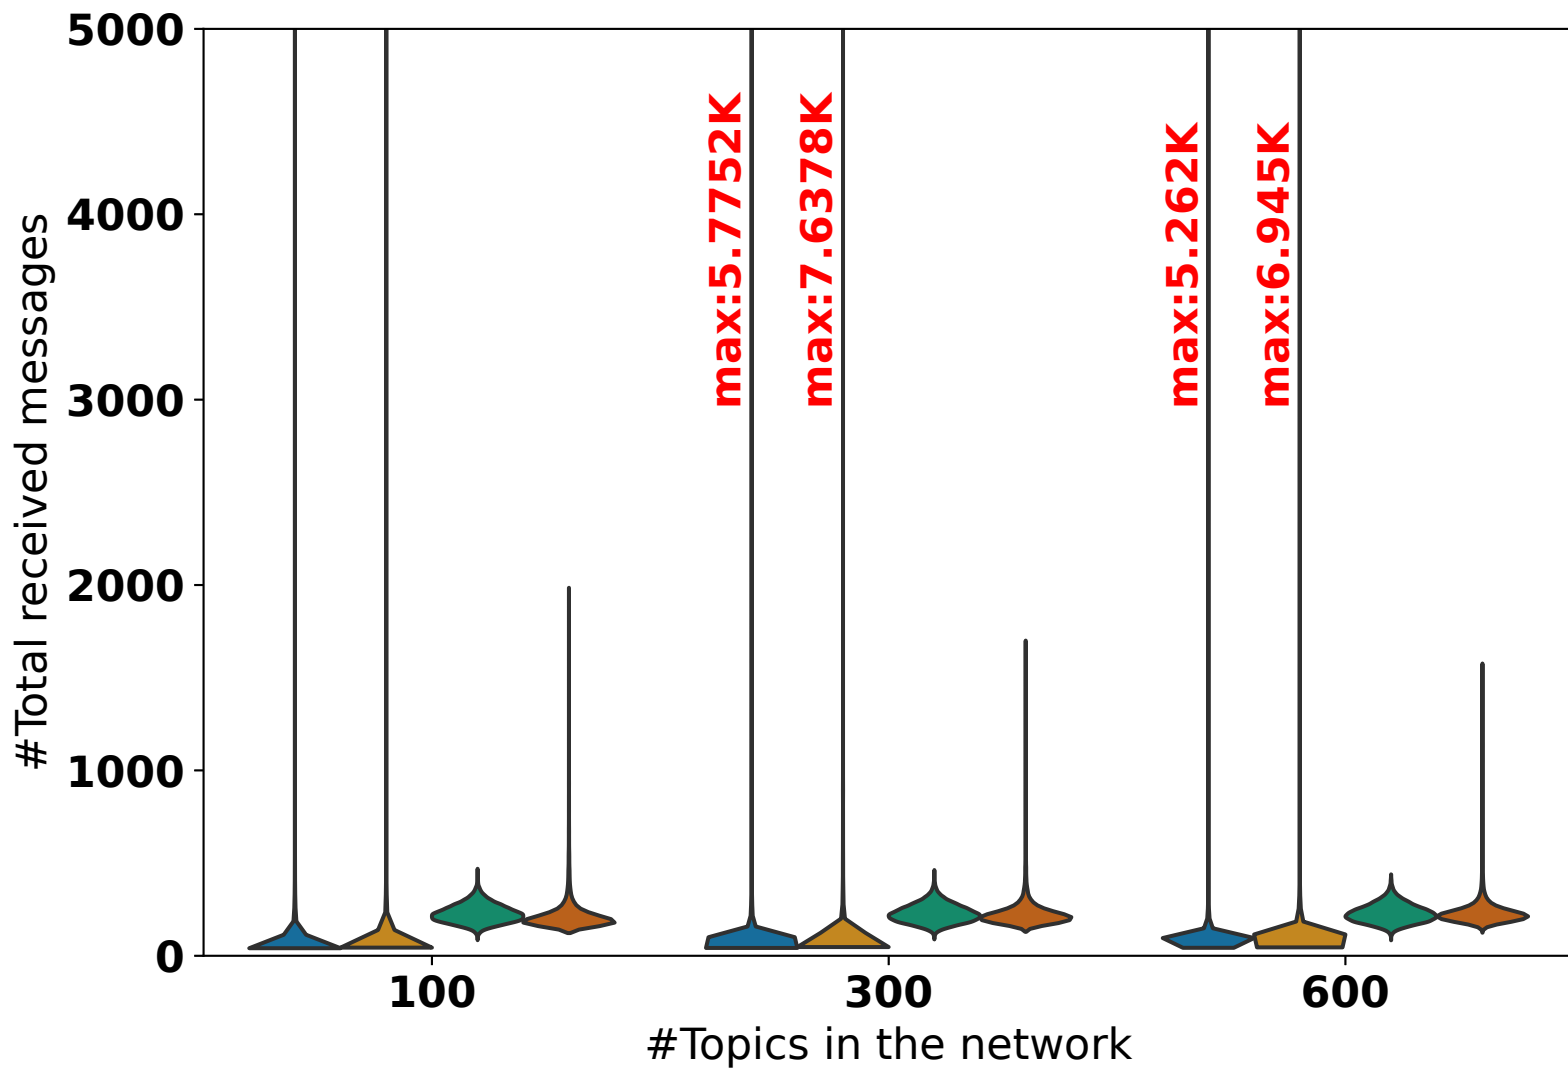 5000
4000
3000
2000
1000
0
#Total received messages
max:5.7752K
max:7.6378K
max:5.262K
max:6.945K
100
300
600
#Topics in the network